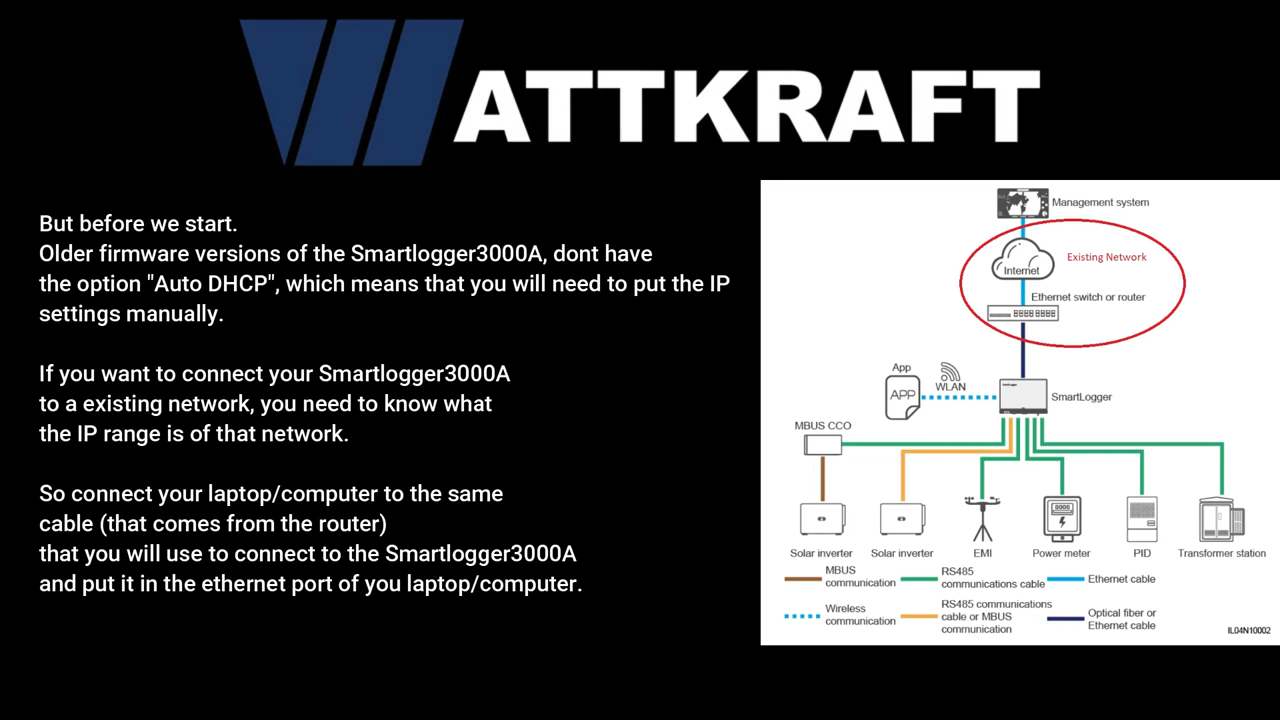 WATTKRAFT
But before we start.
Older firmware versions of the Smartlogger3000A, dont have
the option "Auto DHCP", which means that you will need to put the IP
settings manually.
If you want to connect your Smartlogger3000A
to a existing network, you need to know what
the IP range is of that network.
So connect your laptop/computer to the same
cable (that comes from the router)
that you will use to connect to the Smartlogger3000A
and put it in the ethernet port of you laptop/computer.
Management system
Existing Network
Internet
Ethernet switch or router
App
APP
WLAN
SmartLogger
MBUS CCO
Solar inverter
Solar inverter
EMI
Power meter
PID
Transformer station
MBUS
communication
RS485
communications cable
Ethernet cable
Wireless
communication
RS485 communications
cable or MBUS
communication
Optical fiber or
Ethernet cable
IL04N10002